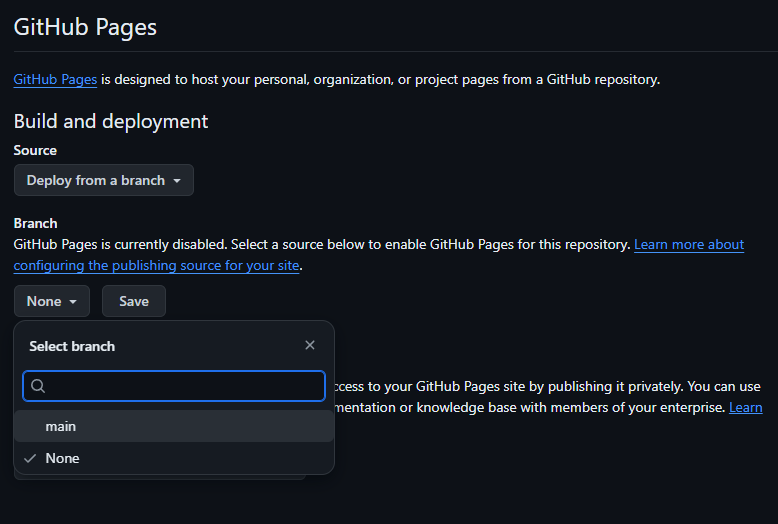 GitHub Pages
GitHub Pages is designed to host your personal, organization, or project pages from a GitHub repository.
Build and deployment
Source
Deploy from a branch
Branch
GitHub Pages is currently disabled. Select a source below to enable GitHub Pages for this repository. Learn more about
configuring the publishing source for your site.
None
Save
Select branch
to your GitHub Pages site by publishing it privately. You can use
or knowledge base with members of your enterprise. Learn
main
None